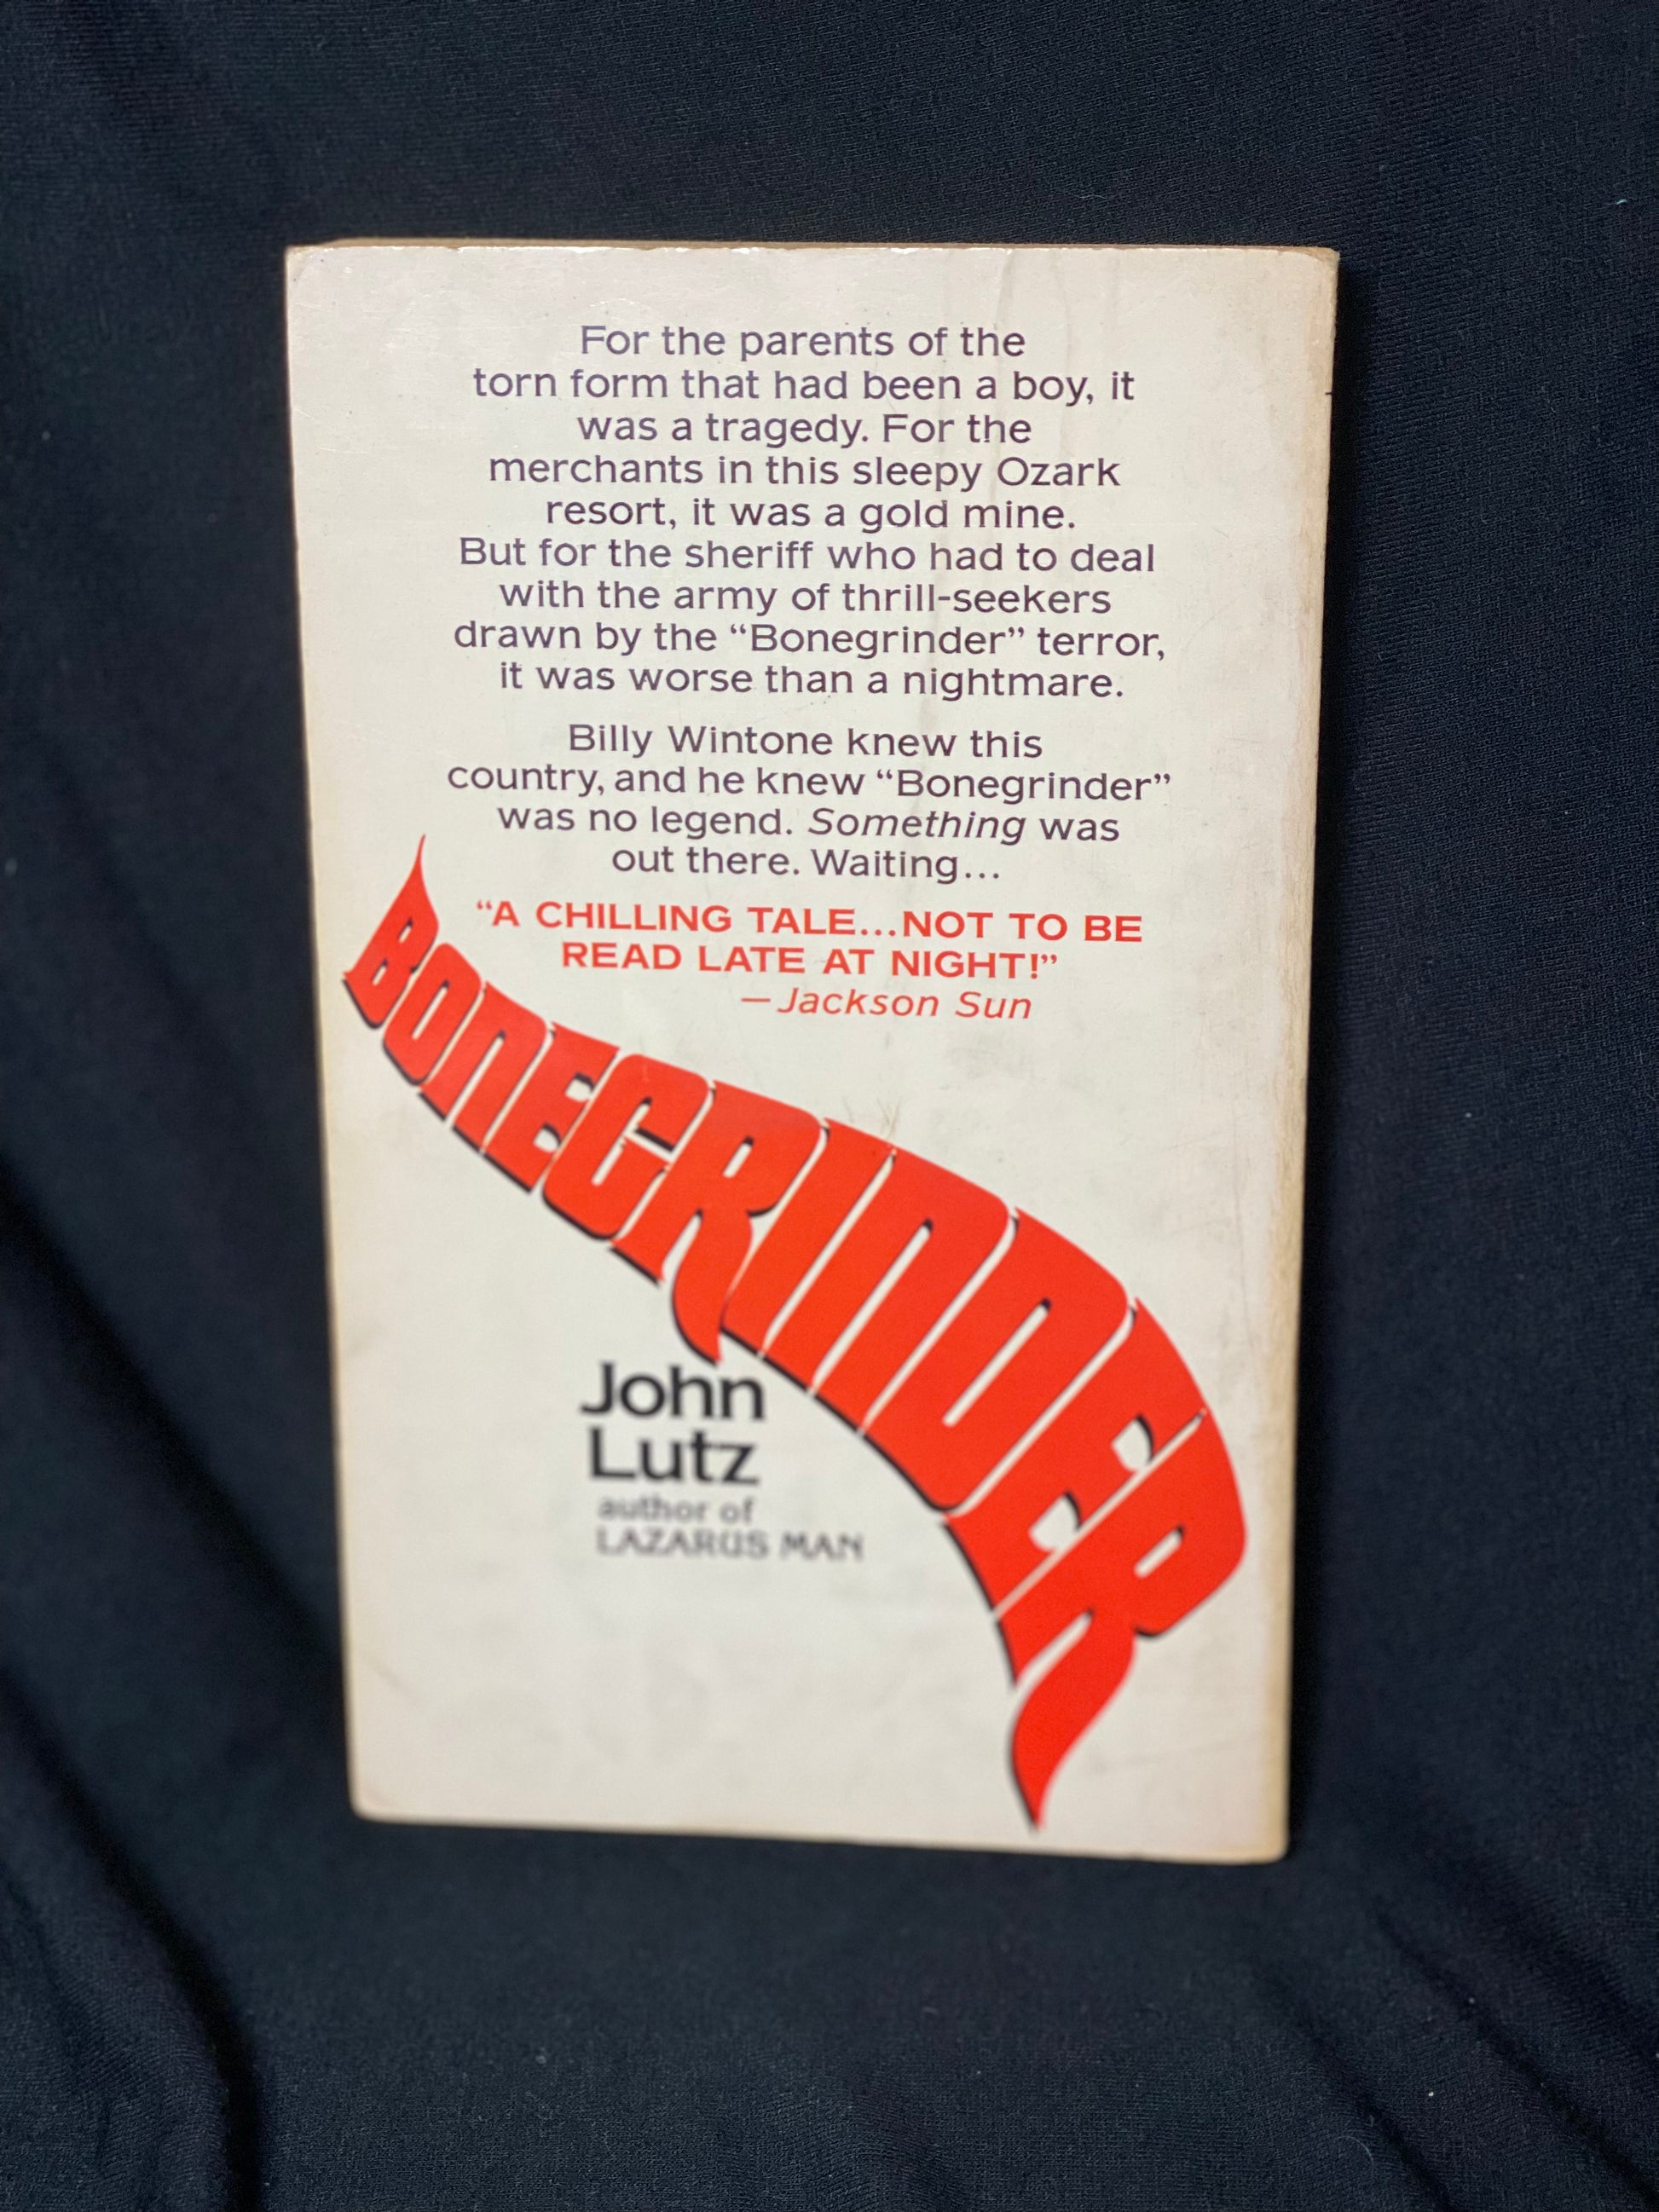 For the parents of the
torn form that had been a boy, it
was a tragedy. For the
merchants in this sleepy Ozark
resort, it was a gold mine.
But for the sheriff who had to deal
with the army of thrill-seekers
drawn by the “Bonegrinder” terror,
it was worse than a nightmare.
Billy Wintone knew this
country, and he knew “Bonegrinder”
was no legend. Something was
out there. Waiting...
“A CHILLING TALE...NOT TO BE
READ LATE AT NIGHT!”
—Jackson Sun
BONEGRINDER
John
Lutz
author of
LAZARUS MAN